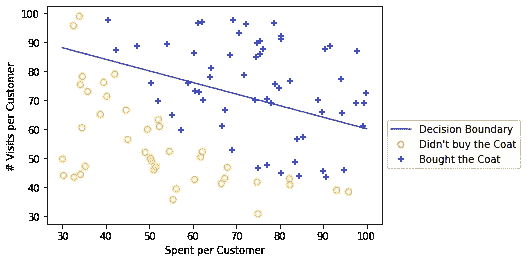 100
90
80
70
60
50
40
30
# Visits per Customer
30 40 50 60 70 80 90 100
Spent per Customer
Decision Boundary
Didn't buy the Coat
Bought the Coat